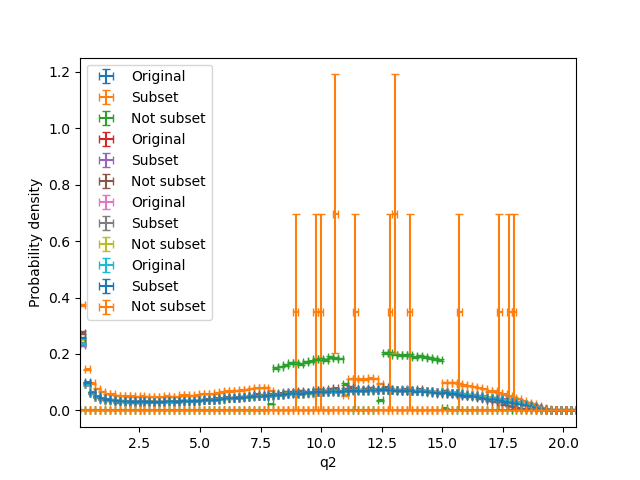 1.2
1.0
0.8
0.6
0.4
0.2
0.0
Probability density
Original
Subset
Not subset
Original
Subset
Not subset
Original
Subset
Not subset
Original
Subset
Not subset
2.5 5.0 7.5 10.0 12.5 15.0 17.5 20.0
q2